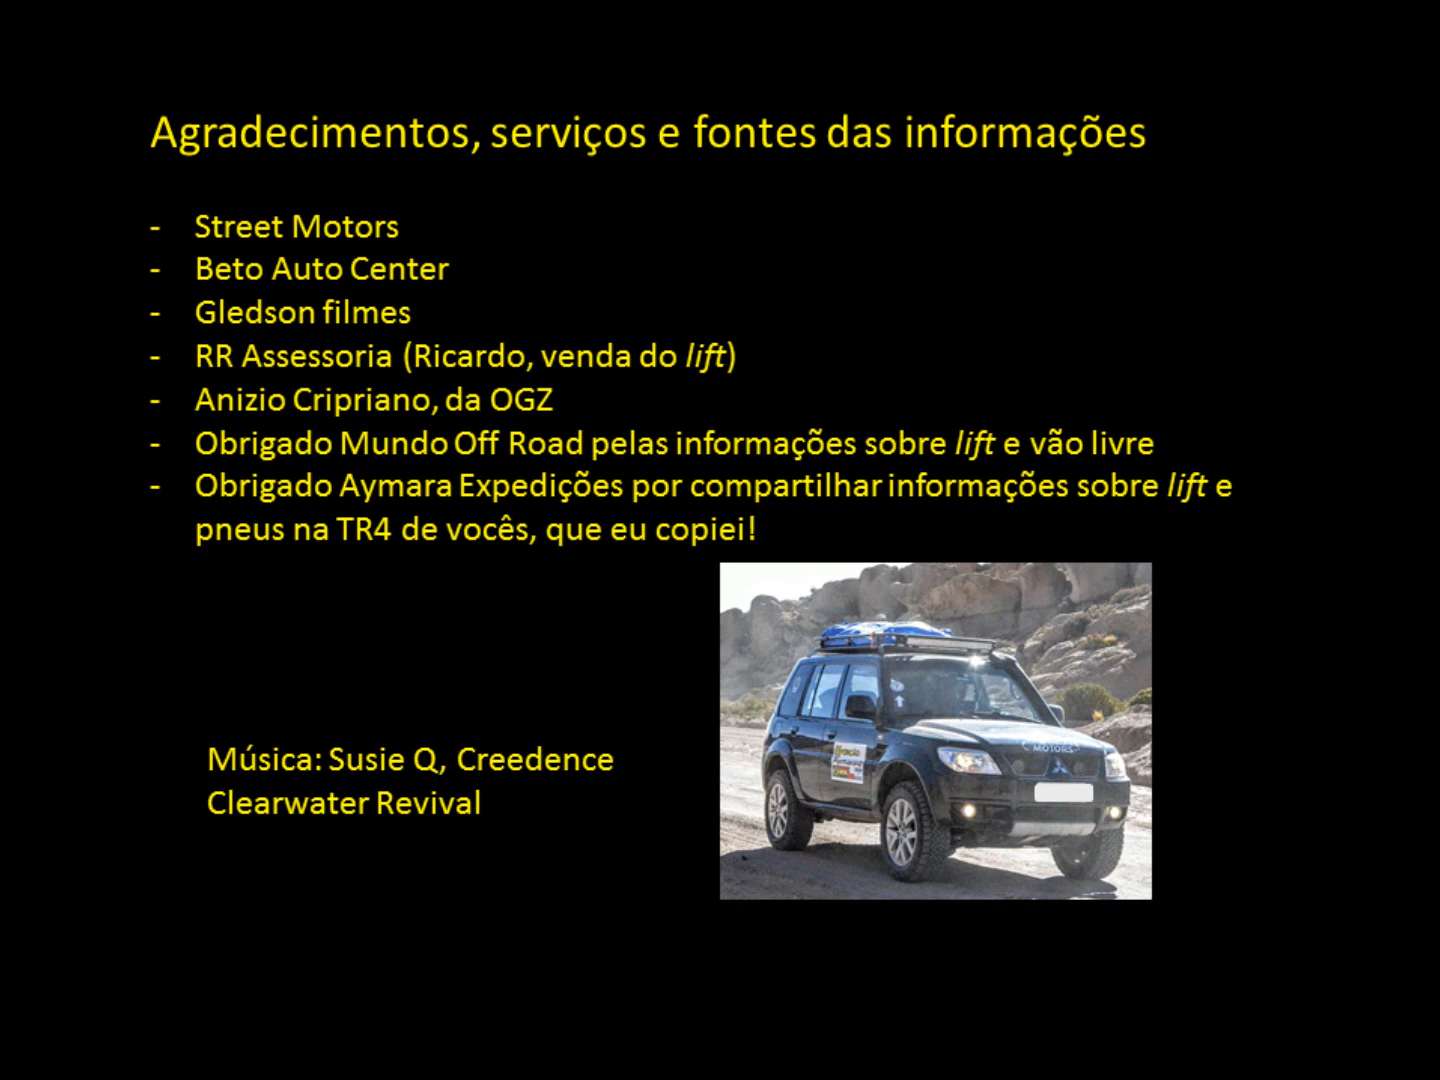 Agradecimentos, serviços e fontes das informações
- Street Motors
- Beto Auto Center
- Gledson filmes
- RR Assessoria (Ricardo, venda do lift)
- Anizio Cripriano, da OGZ
- Obrigado Mundo Off Road pelas informações sobre lift e vão livre
- Obrigado Aymara Expedições por compartilhar informações sobre lift e
pneus na TR4 de vocês, que eu copiei!
Música: Susie Q, Creedence
Clearwater Revival
MOTORS